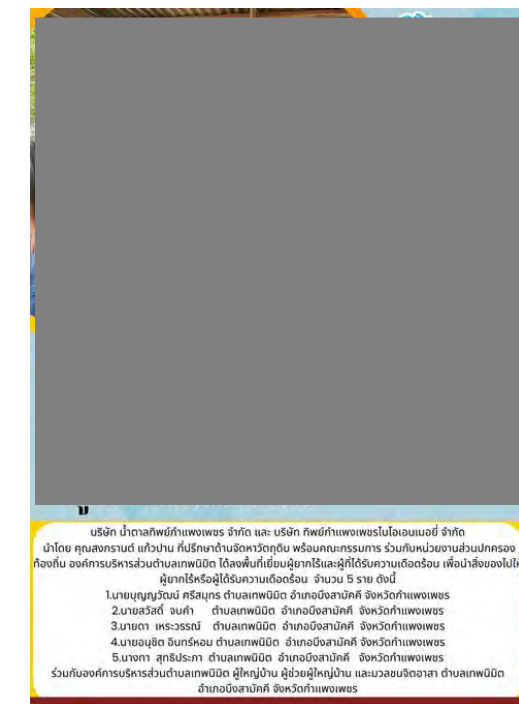 บริษัท น้ำตาลทิพย์กำแพงเพชร จำกัด และ บริษัท ทิพย์กำแพงเพชรไบโอเอนเนอยี่ จำกัด
นำโดย คุณสงกรานต์ แก้วปาน ที่ปรึกษาด้านจัดหาวัตถุดิบ พร้อมคณะกรรมการ ร่วมกับหน่วยงานส่วนปกครอง
ท้องถิ่น องค์การบริหารส่วนตำบลเทพนิมิต ได้ลงพื้นที่เยี่ยมผู้ยากไร้และผู้ที่ได้รับความเดือดร้อน เพื่อนำสิ่งของไปให้
ผู้ยากไร้หรือผู้ได้รับความเดือดร้อน จำนวน 5 ราย ดังนี้
1.นายบุญญวัฒน์ ศรีสมุทร ตำบลเทพนิมิต อำเภอบึงสามัคคี จังหวัดกำแพงเพชร
2.นายสวัสดิ์ จบคำ ตำบลเทพนิมิต อำเภอบึงสามัคคี จังหวัดกำแพงเพชร
3.นายดา เหระวรรณ์ ตำบลเทพนิมิต อำเภอบึงสามัคคี จังหวัดกำแพงเพชร
4.นายอนุชิต อินทร์หอม ตำบลเทพนิมิต อำเภอบึงสามัคคี จังหวัดกำแพงเพชร
5.นางทา สุทธิประภา ตำบลเทพนิมิต อำเภอบึงสามัคคี จังหวัดกำแพงเพชร
ร่วมกับองค์การบริหารส่วนตำบลเทพนิมิต ผู้ใหญ่บ้าน ผู้ช่วยผู้ใหญ่บ้าน และมวลชนจิตอาสา ตำบลเทพนิมิต
อำเภอบึงสามัคคี จังหวัดกำแพงเพชร